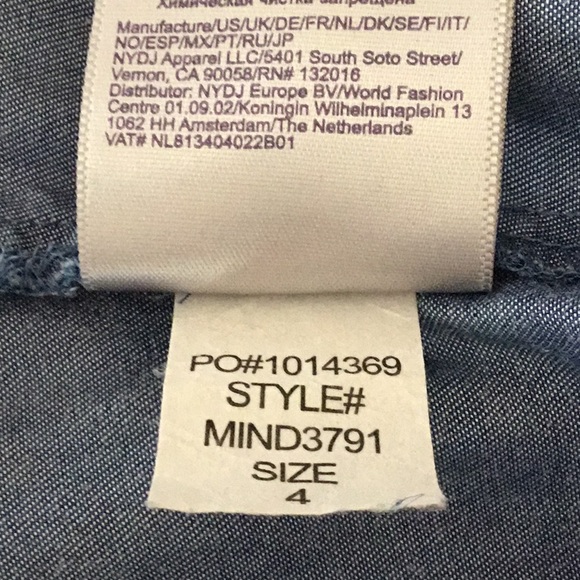 Химическая чистка запрещена
Manufacture/US/UK/DE/FR/NL/DK/SE/FI/IT/
NO/ESP/MX/PT/RU/JP
NYDJ Apparel LLC/5401 South Soto Street/
Vernon, CA 90058/RN# 132016
Distributor: NYDJ Europe BV/World Fashion
Centre 01.09.02/Koningin Wilhelminaplein 13
1062 HH Amsterdam/The Netherlands
VAT# NL813404022B01
PO#1014369
STYLE#
MIND3791
SIZE
4